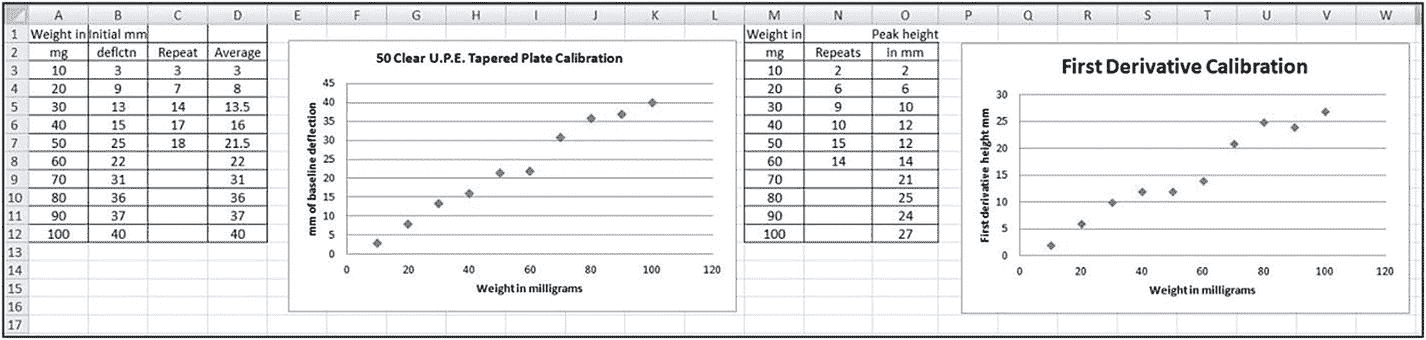 A B C D E F G H I J K L M N O P Q R S T U V W
1 Weight in Initial mm Weight in Peak height
2 mg deflctn Repeat Average mg Repeats in mm
3 10 3 3 3 10 2 2
4 20 9 7 8 20 6 6
5 30 13 14 13.5 30 9 10
6 40 15 17 16 40 10 12
7 50 25 18 21.5 50 15 12
8 60 22 22 60 14 14
9 70 31 31 70 21
10 80 36 36 80 25
11 90 37 37 90 24
12 100 40 40 100 27
13
14
15
16
17
50 Clear U.P.E. Tapered Plate Calibration
mm of baseline deflection
45
40
35
30
25
20
15
10
5
0
0 20 40 60 80 100 120
Weight in milligrams
First Derivative Calibration
First derivative height mm
30
25
20
15
10
5
0
0 20 40 60 80 100 120
Weight in milligrams